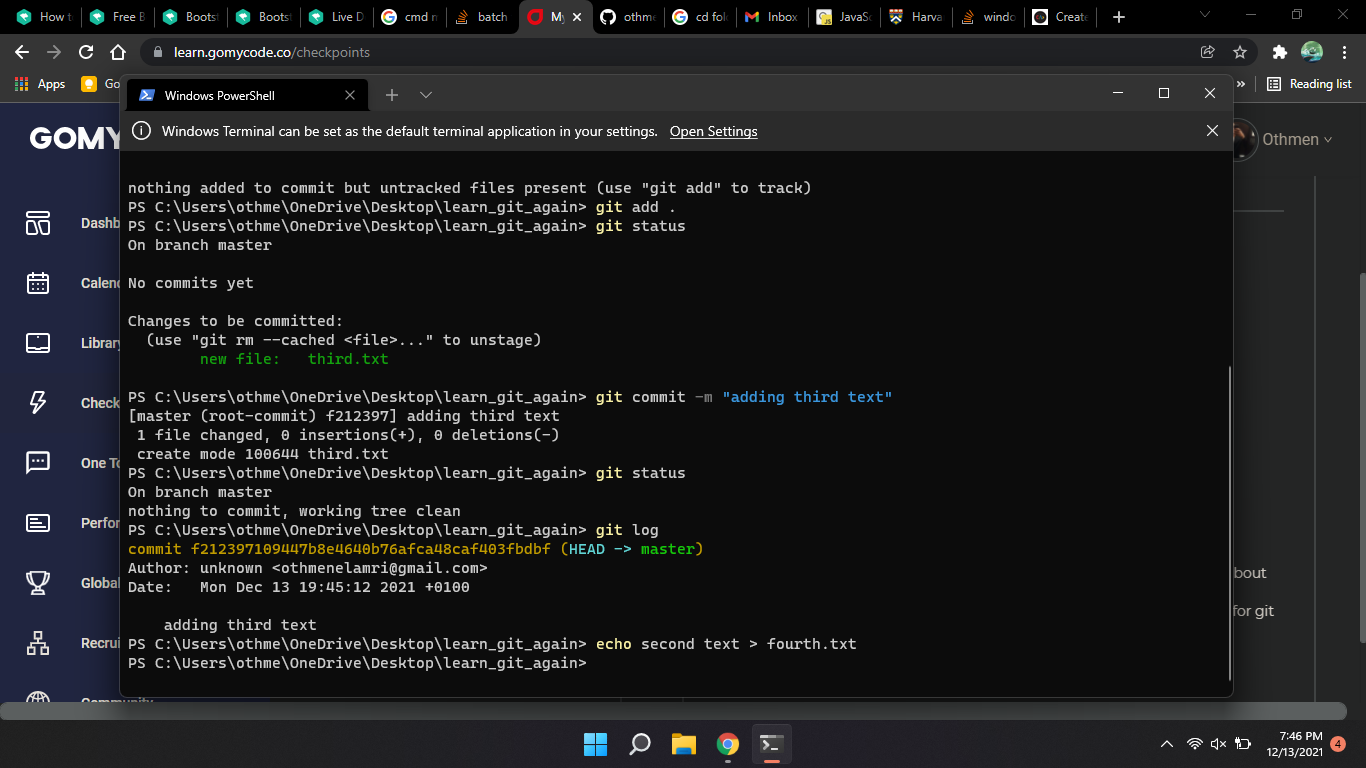 How t
Free B
Bootst
Bootst
Live D
cmd n
batch
My
othme
cd fol
Inbox
JavaSc
Harva
windo
Create
learn.gomycode.co/checkpoints
Apps
Go
»
Reading list
Windows PowerShell
Windows Terminal can be set as the default terminal application in your settings. Open Settings
GOMY
Othmen
nothing added to commit but untracked files present (use "git add" to track)
PS C:\Users\othme\OneDrive\Desktop\learn_git_again> git add .
PS C:\Users\othme\OneDrive\Desktop\learn_git_again> git status
On branch master
No commits yet
Changes to be committed:
(use "git rm --cached <file>..." to unstage)
new file:   third.txt
PS C:\Users\othme\OneDrive\Desktop\learn_git_again> git commit -m "adding third text"
[master (root-commit) f212397] adding third text
1 file changed, 0 insertions(+), 0 deletions(-)
create mode 100644 third.txt
PS C:\Users\othme\OneDrive\Desktop\learn_git_again> git status
On branch master
nothing to commit, working tree clean
PS C:\Users\othme\OneDrive\Desktop\learn_git_again> git log
commit f212397109447b8e4640b76afca48caf403fbdbf (HEAD -> master)
Author: unknown <othmenelamri@gmail.com>
Date:   Mon Dec 13 19:45:12 2021 +0100
adding third text
PS C:\Users\othme\OneDrive\Desktop\learn_git_again> echo second text > fourth.txt
PS C:\Users\othme\OneDrive\Desktop\learn_git_again>
Dashb
Calen
Library
Check
One To
Perfor
Global
Recrui
Community
bout
for git
7:46 PM
12/13/2021
4